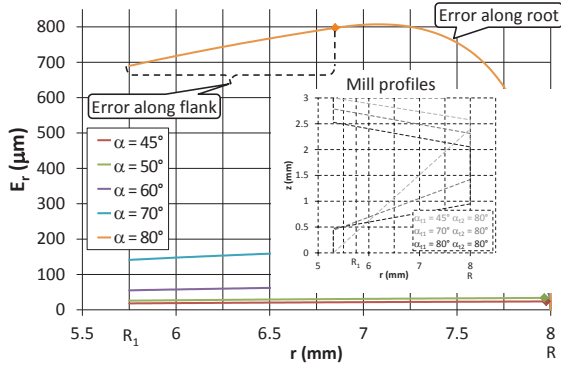 Error along root
Error along flank
Mill profiles
α = 45°
α = 50°
α = 60°
α = 70°
α = 80°
E_r (μm)
800
700
600
500
400
300
200
100
0
5.5
R₁
6
6.5
7
7.5
8
R
r (mm)
z (mm)
3
2.5
2
1.5
1
0.5
0
5
R₁
6
7
8
R
r (mm)
α_t1 = 45° α_t2 = 80°
α_t1 = 70° α_t2 = 80°
α_t1 = 80° α_t2 = 80°